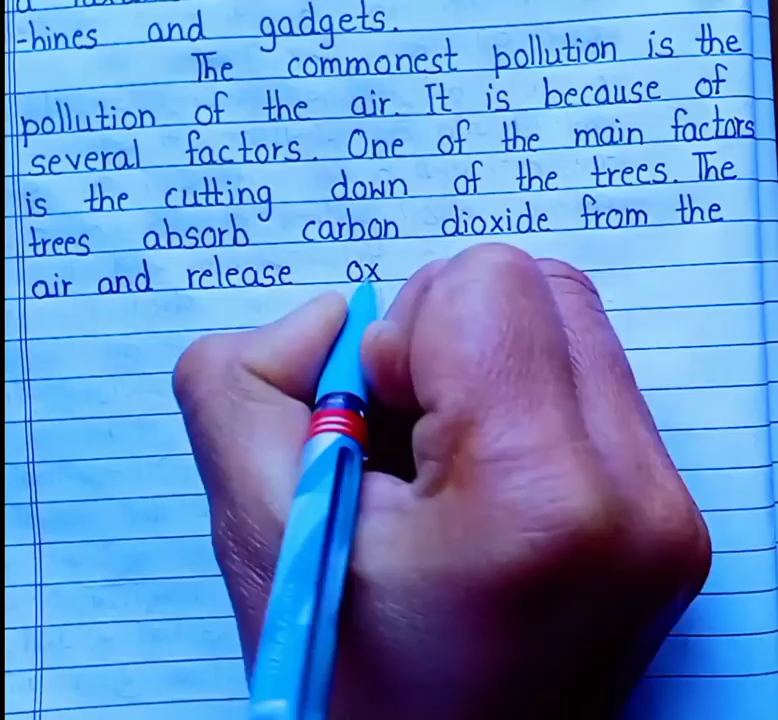 -hines and gadgets.
The commonest pollution is the
pollution of the air. It is because of
several factors. One of the main factors
is the cutting down of the trees. The
trees absorb carbon dioxide from the
air and release ox